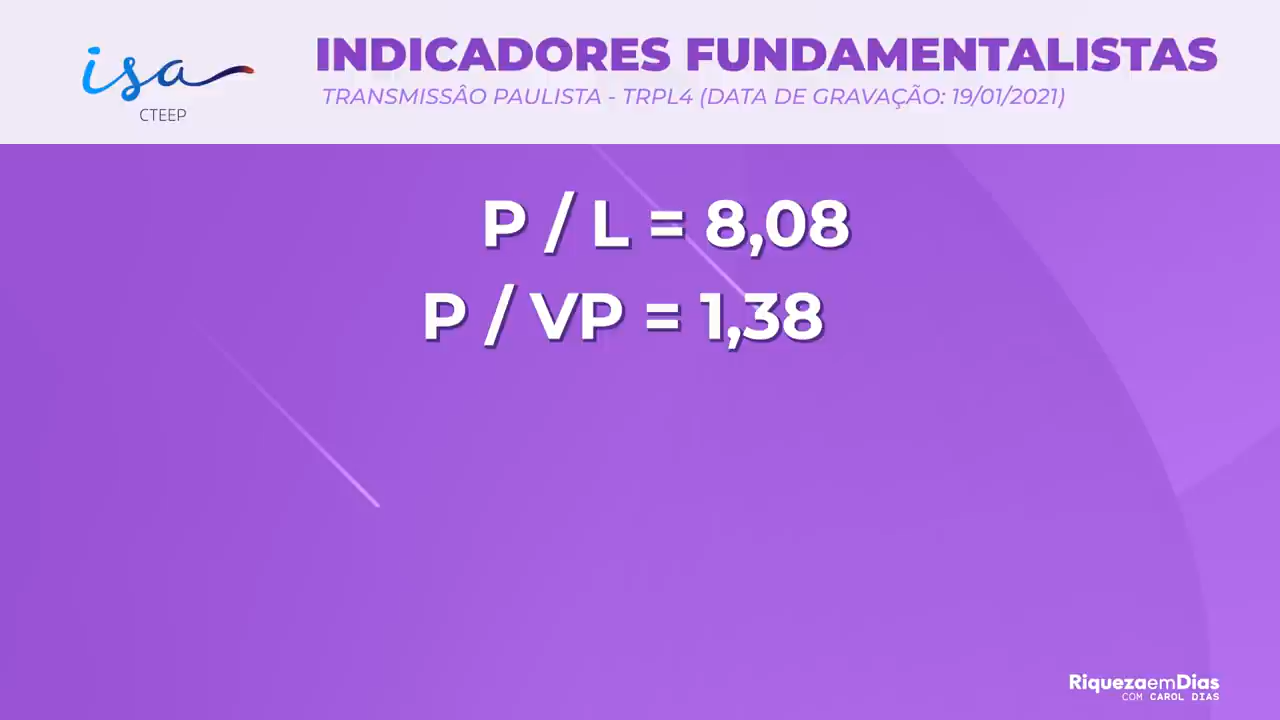 isa
CTEEP
INDICADORES FUNDAMENTALISTAS
TRANSMISSÂO PAULISTA - TRPL4 (DATA DE GRAVAÇÃO: 19/01/2021)
P / L = 8,08
P / VP = 1,38
RiquezaemDias
COM CAROL DIAS